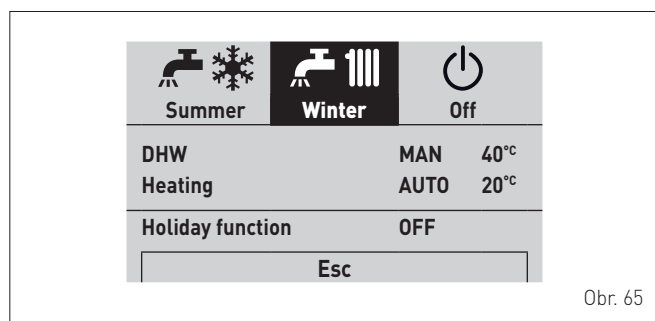 Summer Winter Off
DHW MAN 40°C
Heating AUTO 20°C
Holiday function OFF
Esc
Obr. 65